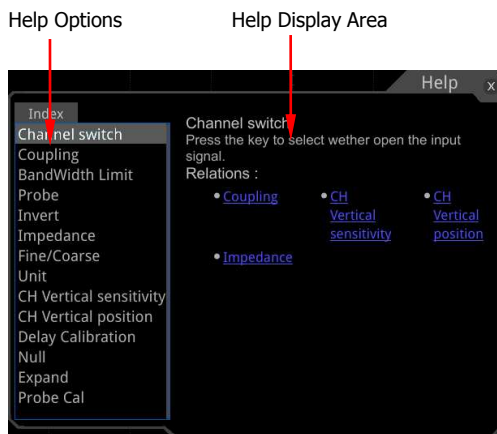 Help Options
Help Display Area
Help
x
Index
Channel switch
Coupling
BandWidth Limit
Probe
Invert
Impedance
Fine/Coarse
Unit
CH Vertical sensitivity
CH Vertical position
Delay Calibration
Null
Expand
Probe Cal
Channel switch
Press the key to select wether open the input
signal.
Relations :
Coupling
CH
Vertical
sensitivity
CH
Vertical
position
Impedance